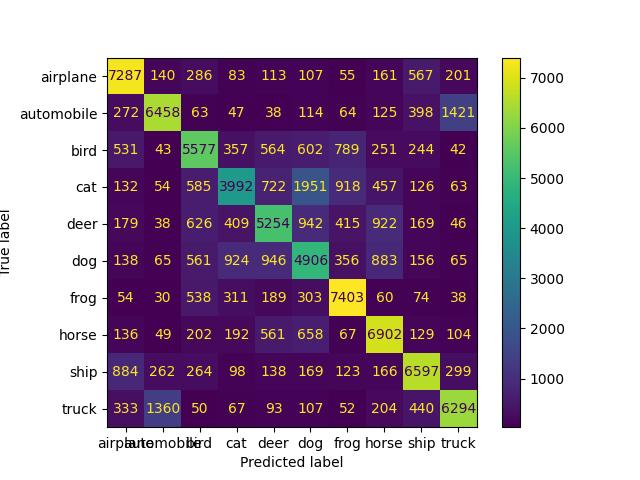 airplane 7287 140 286 83 113 107 55 161 567 201
automobile 272 6458 63 47 38 114 64 125 398 1421
bird 531 43 5577 357 564 602 789 251 244 42
cat 132 54 585 3992 722 1951 918 457 126 63
deer 179 38 626 409 5254 942 415 922 169 46
dog 138 65 561 924 946 4906 356 883 156 65
frog 54 30 538 311 189 303 7403 60 74 38
horse 136 49 202 192 561 658 67 6902 129 104
ship 884 262 264 98 138 169 123 166 6597 299
truck 333 1360 50 67 93 107 52 204 440 6294
airplane automobile bird cat deer dog frog horse ship truck
Predicted label
True label
7000
6000
5000
4000
3000
2000
1000